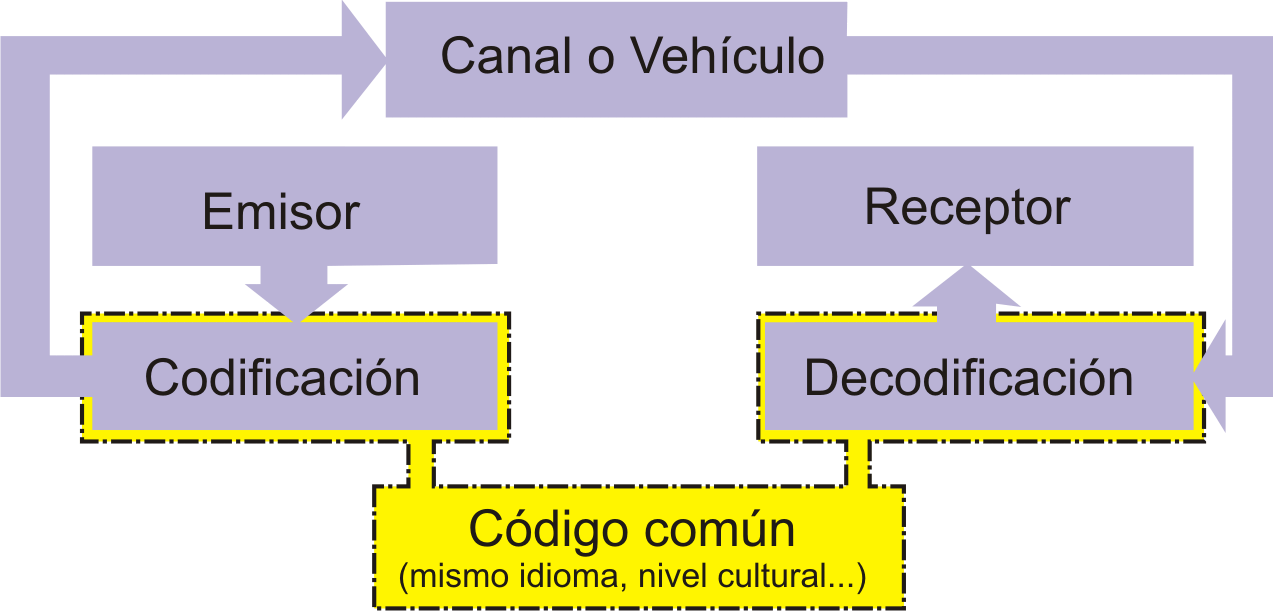 Canal o Vehículo
Emisor
Receptor
Codificación
Decodificación
Código común
(mismo idioma, nivel cultural...)